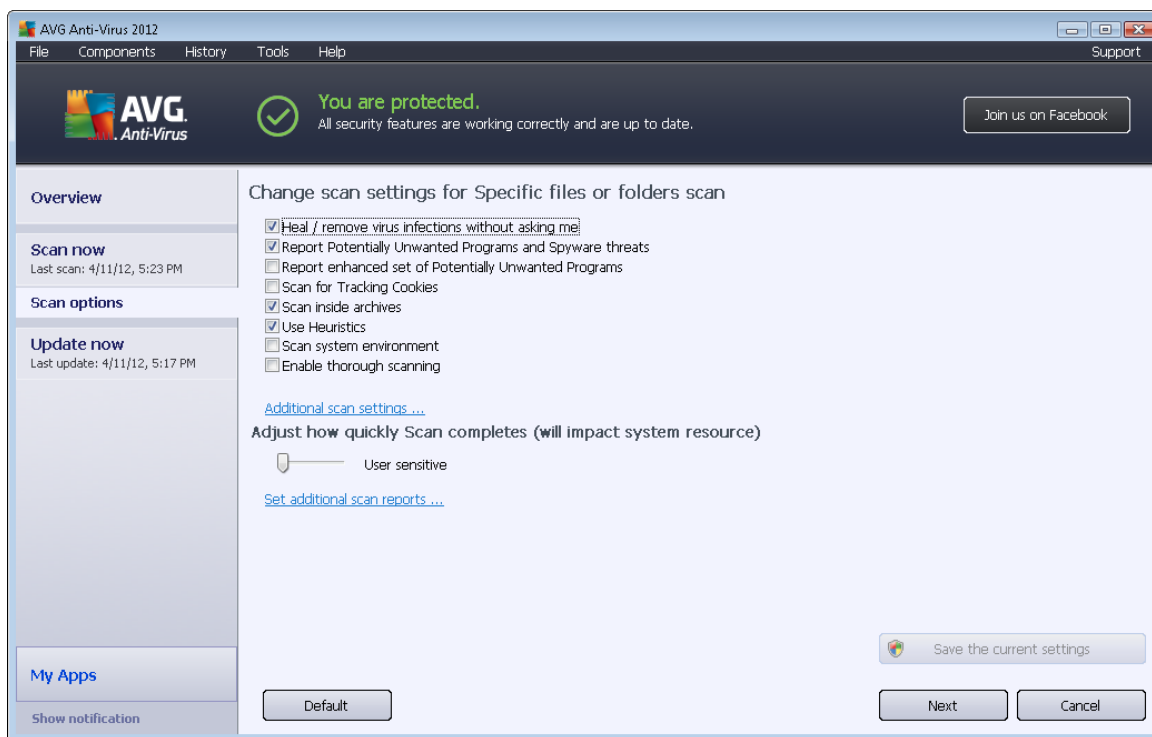 AVG Anti-Virus 2012
File Components History Tools Help Support
AVG.
Anti-Virus
You are protected.
All security features are working correctly and are up to date.
Join us on Facebook
Overview
Scan now
Last scan: 4/11/12, 5:23 PM
Scan options
Update now
Last update: 4/11/12, 5:17 PM
My Apps
Show notification
Change scan settings for Specific files or folders scan
Heal / remove virus infections without asking me
Report Potentially Unwanted Programs and Spyware threats
Report enhanced set of Potentially Unwanted Programs
Scan for Tracking Cookies
Scan inside archives
Use Heuristics
Scan system environment
Enable thorough scanning
Additional scan settings ...
Adjust how quickly Scan completes (will impact system resource)
User sensitive
Set additional scan reports ...
Save the current settings
Default Next Cancel